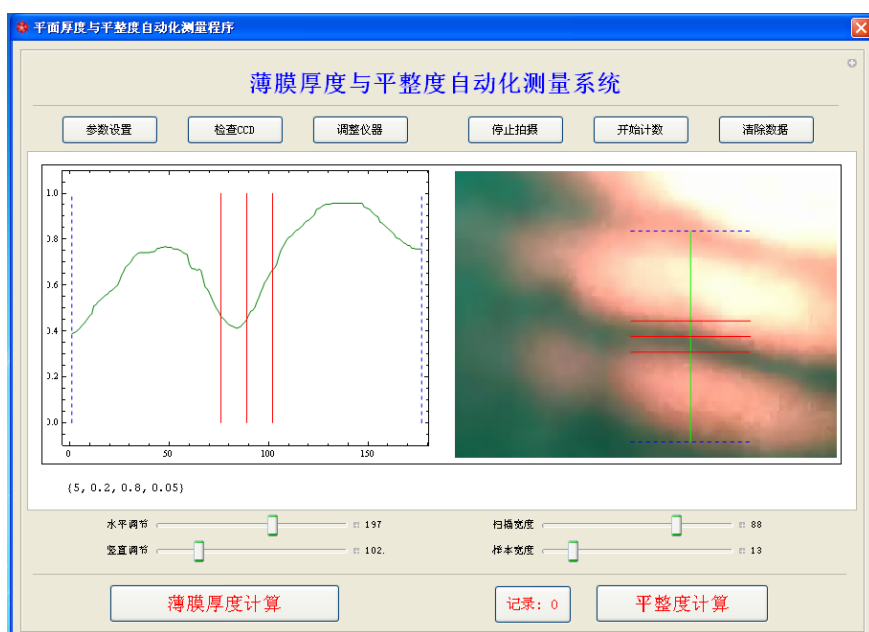 平面厚度与平整度自动化测量程序
薄膜厚度与平整度自动化测量系统
参数设置 检查CCD 调整仪器 停止拍摄 开始计数 清除数据
1.0
0.8
0.6
0.4
0.2
0.0
0 50 100 150
{5, 0.2, 0.8, 0.05}
水平调节 197 扫描宽度 88
竖直调节 102. 样本宽度 13
薄膜厚度计算 记录: 0 平整度计算